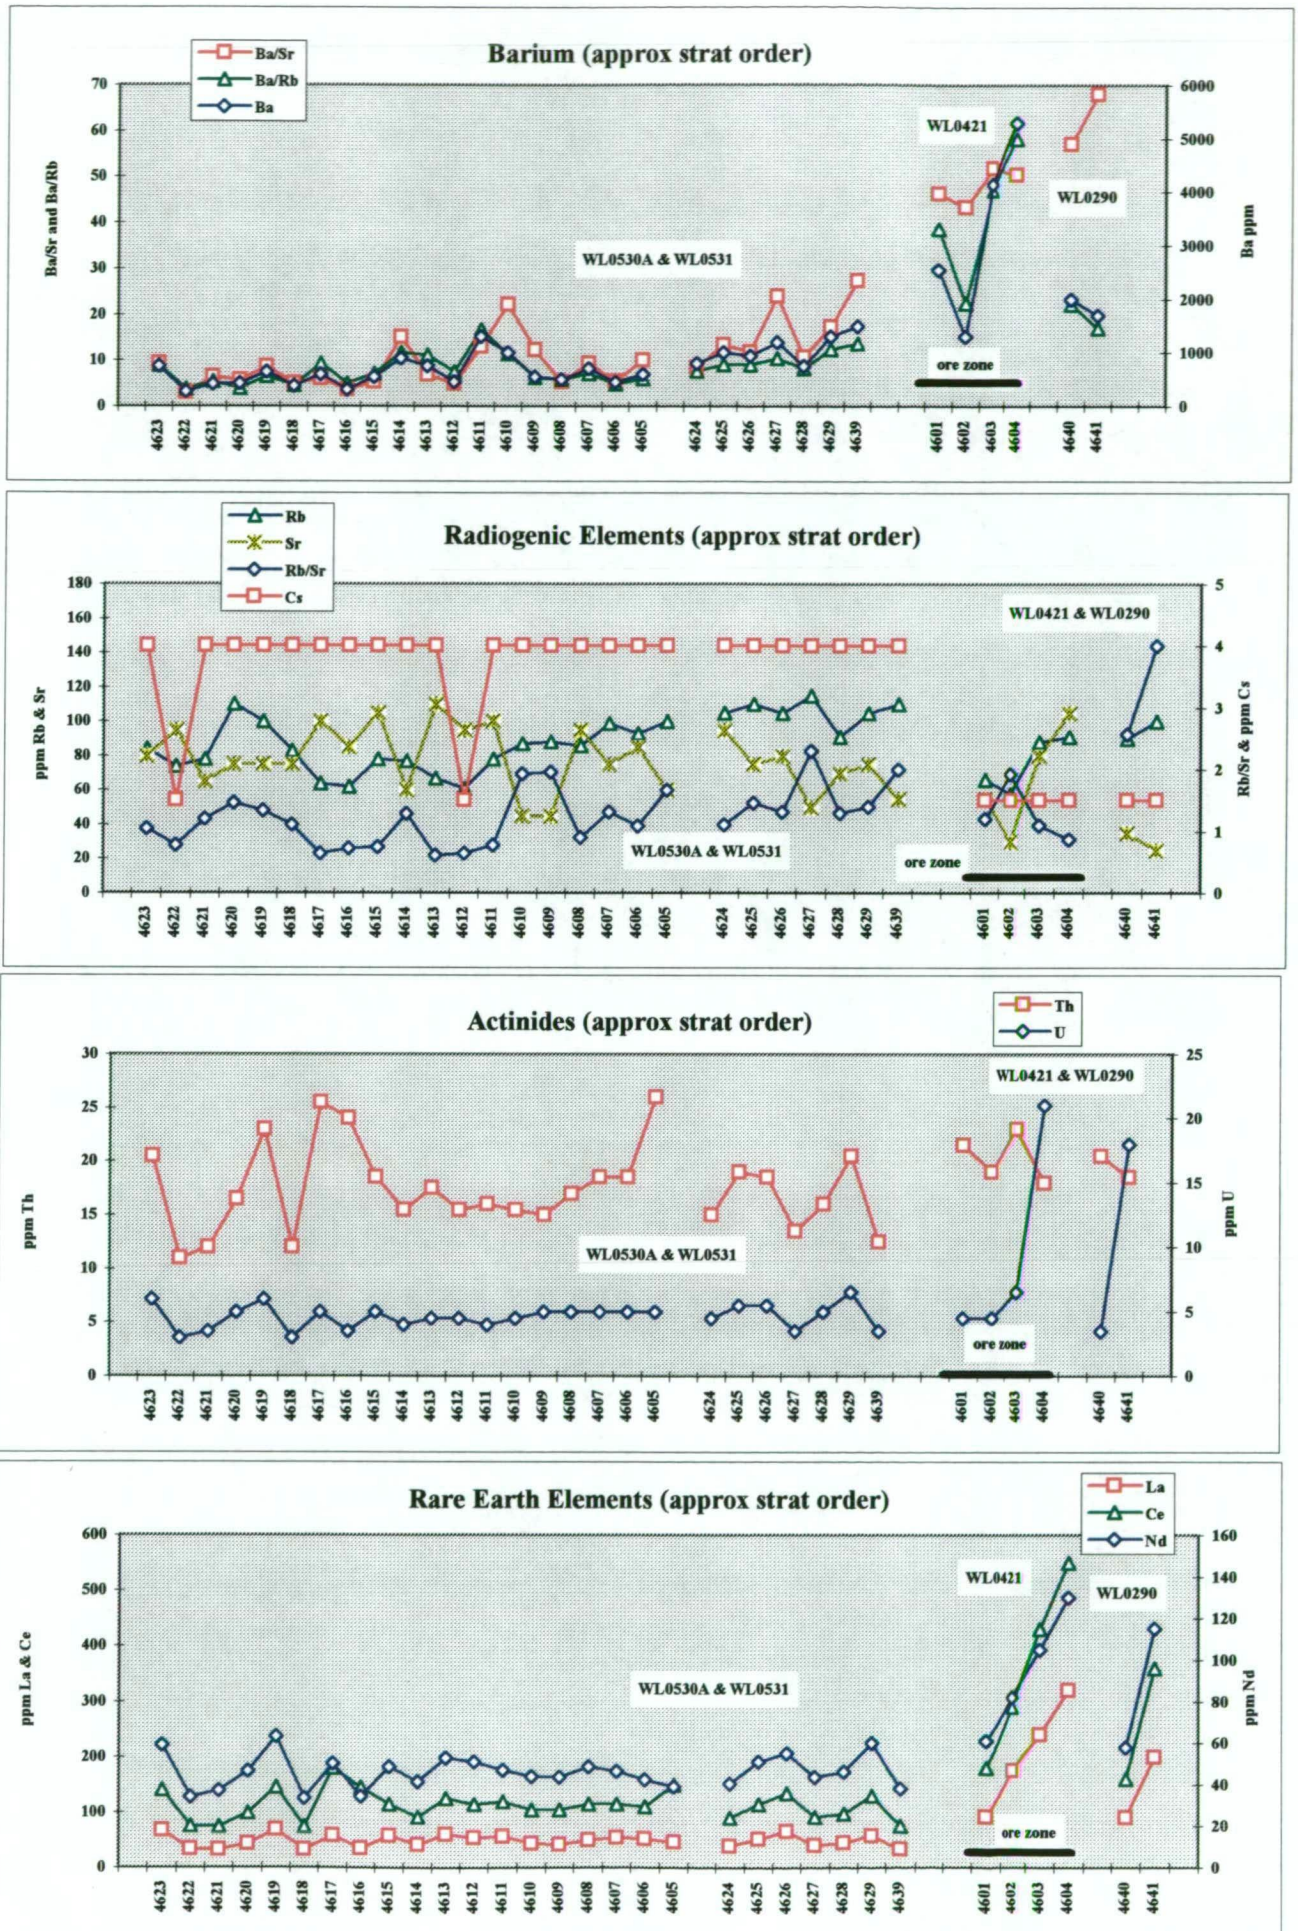 Barium (approx strat order)
Ba/Sr
Ba/Rb
Ba
Ba/Sr and Ba/Rb
70
60
50
40
30
20
10
0
6000
5000
4000
3000
2000
1000
0
Ba ppm
WL0530A & WL0531
WL0421
WL0290
ore zone
4623 4622 4621 4620 4619 4618 4617 4616 4615 4614 4613 4612 4611 4610 4609 4608 4607 4606 4605 4624 4625 4626 4627 4628 4629 4639 4601 4602 4603 4604 4640 4641
Radiogenic Elements (approx strat order)
Rb
Sr
Rb/Sr
Cs
ppm Rb & Sr
180
160
140
120
100
80
60
40
20
0
5
4
3
2
1
0
Rb/Sr & ppm Cs
WL0421 & WL0290
WL0530A & WL0531
ore zone
4623 4622 4621 4620 4619 4618 4617 4616 4615 4614 4613 4612 4611 4610 4609 4608 4607 4606 4605 4624 4625 4626 4627 4628 4629 4639 4601 4602 4603 4604 4640 4641
Actinides (approx strat order)
Th
U
ppm Th
30
25
20
15
10
5
0
25
20
15
10
5
0
ppm U
WL0421 & WL0290
WL0530A & WL0531
ore zone
4623 4622 4621 4620 4619 4618 4617 4616 4615 4614 4613 4612 4611 4610 4609 4608 4607 4606 4605 4624 4625 4626 4627 4628 4629 4639 4601 4602 4603 4604 4640 4641
Rare Earth Elements (approx strat order)
La
Ce
Nd
ppm La & Ce
600
500
400
300
200
100
0
160
140
120
100
80
60
40
20
0
ppm Nd
WL0421
WL0290
WL0530A & WL0531
ore zone
4623 4622 4621 4620 4619 4618 4617 4616 4615 4614 4613 4612 4611 4610 4609 4608 4607 4606 4605 4624 4625 4626 4627 4628 4629 4639 4601 4602 4603 4604 4640 4641